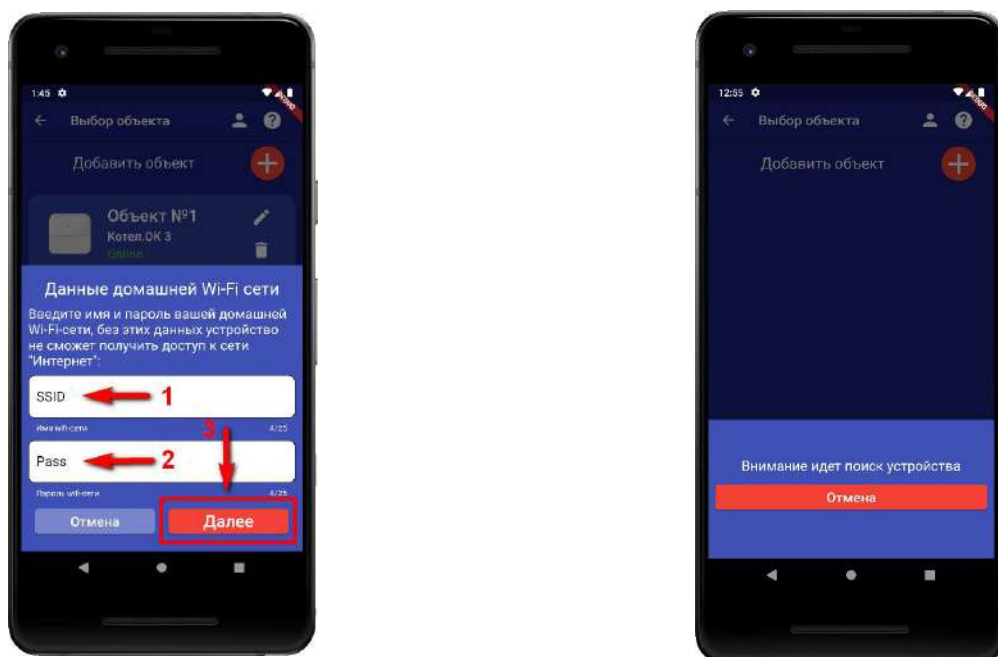 1:45
DEBUG
Выбор объекта
Добавить объект
Объект №1
Котел.ОК 3
Online
Данные домашней Wi-Fi сети
Введите имя и пароль вашей домашней
Wi-Fi-сети, без этих данных устройство
не сможет получить доступ к сети
"Интернет":
SSID 1
Имя wifi-сети 4/25
3
Pass 2
Пароль wifi-сети 4/25
Отмена Далее
12:55
DEBUG
Выбор объекта
Добавить объект
Внимание идет поиск устройства
Отмена